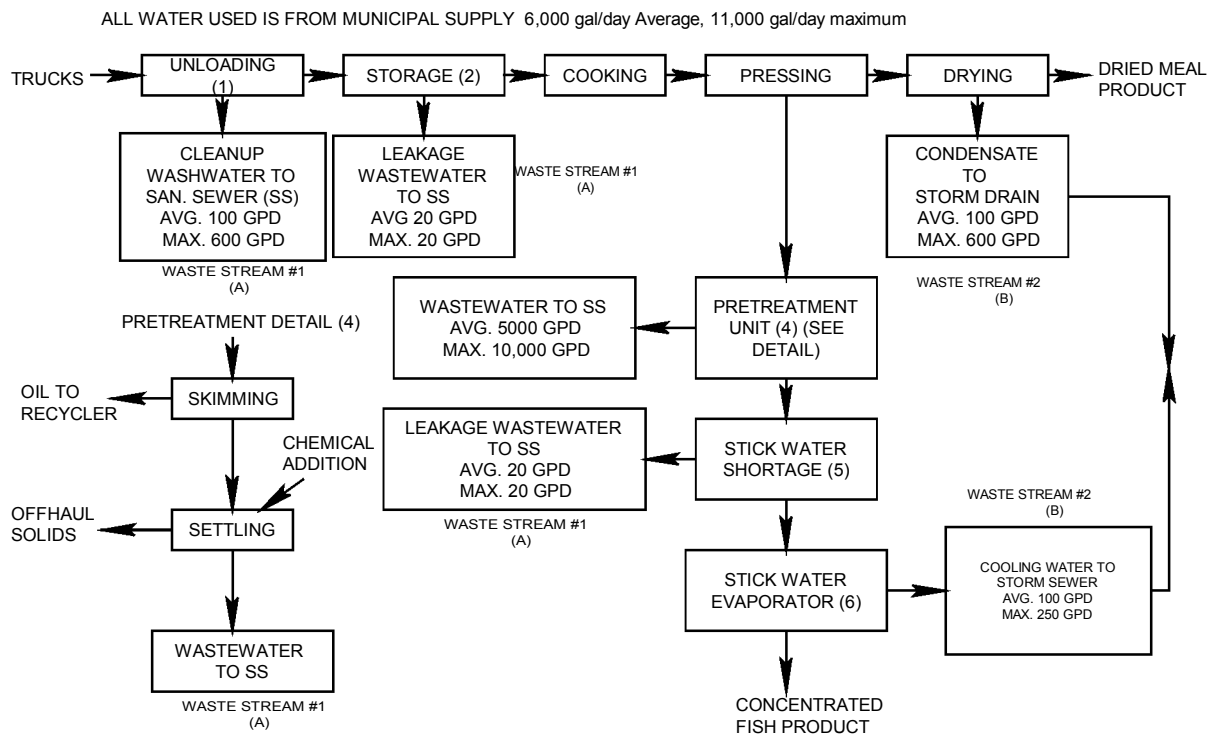 ALL WATER USED IS FROM MUNICIPAL SUPPLY 6,000 gal/day Average, 11,000 gal/day maximum
TRUCKS
UNLOADING
(1)
STORAGE (2)
COOKING
PRESSING
DRYING
DRIED MEAL
PRODUCT
CLEANUP
WASHWATER TO
SAN. SEWER (SS)
AVG. 100 GPD
MAX. 600 GPD
WASTE STREAM #1
(A)
LEAKAGE
WASTEWATER
TO SS
AVG 20 GPD
MAX. 20 GPD
WASTE STREAM #1
(A)
CONDENSATE
TO
STORM DRAIN
AVG. 100 GPD
MAX. 600 GPD
WASTE STREAM #2
(B)
WASTEWATER TO SS
AVG. 5000 GPD
MAX. 10,000 GPD
PRETREATMENT
UNIT (4) (SEE
DETAIL)
PRETREATMENT DETAIL (4)
OIL TO
RECYCLER
SKIMMING
CHEMICAL
ADDITION
OFFHAUL
SOLIDS
SETTLING
WASTEWATER
TO SS
WASTE STREAM #1
(A)
LEAKAGE WASTEWATER
TO SS
AVG. 20 GPD
MAX. 20 GPD
WASTE STREAM #1
(A)
STICK WATER
SHORTAGE (5)
WASTE STREAM #2
(B)
STICK WATER
EVAPORATOR (6)
COOLING WATER TO
STORM SEWER
AVG. 100 GPD
MAX. 250 GPD
CONCENTRATED
FISH PRODUCT